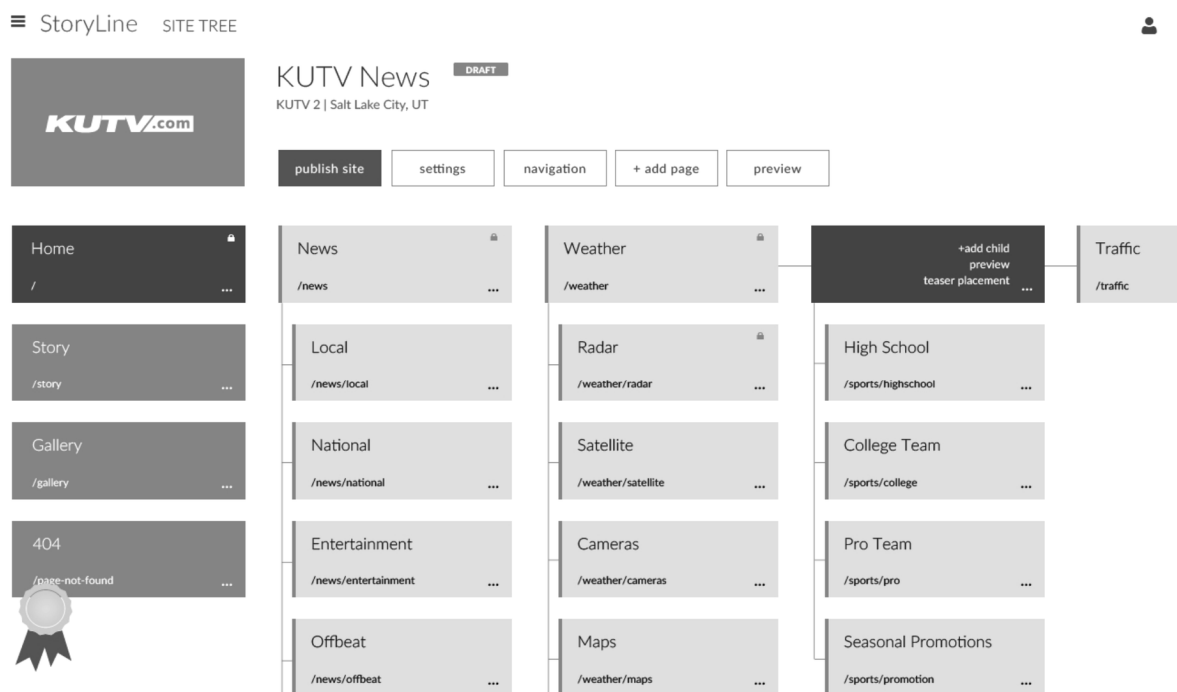 StoryLine SITE TREE
KUTV.com
KUTV News DRAFT
KUTV 2 | Salt Lake City, UT
publish site settings navigation + add page preview
Home
/
...
Story
/story
...
Gallery
/gallery
...
404
/page-not-found
...
News
/news
...
Local
/news/local
...
National
/news/national
...
Entertainment
/news/entertainment
...
Offbeat
/news/offbeat
...
Weather
/weather
...
Radar
/weather/radar
...
Satellite
/weather/satellite
...
Cameras
/weather/cameras
...
Maps
/weather/maps
...
+add child
preview
teaser placement
...
High School
/sports/highschool
...
College Team
/sports/college
...
Pro Team
/sports/pro
...
Seasonal Promotions
/sports/promotion
...
Traffic
/traffic